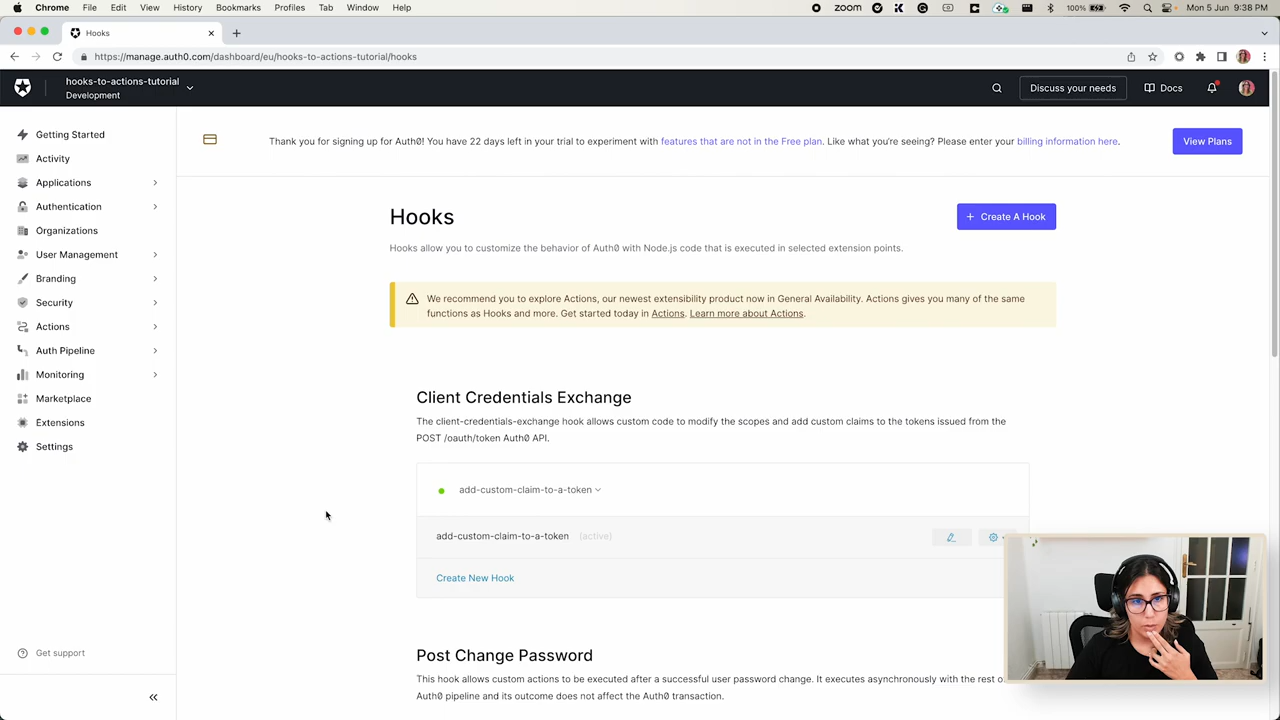 Chrome File Edit View History Bookmarks Profiles Tab Window Help
zoom 100% Mon 5 Jun 9:38 PM
Hooks
https://manage.auth0.com/dashboard/eu/hooks-to-actions-tutorial/hooks
hooks-to-actions-tutorial
Development
Discuss your needs
Docs
Getting Started
Activity
Applications
Authentication
Organizations
User Management
Branding
Security
Actions
Auth Pipeline
Monitoring
Marketplace
Extensions
Settings
Get support
Thank you for signing up for Auth0! You have 22 days left in your trial to experiment with features that are not in the Free plan. Like what you're seeing? Please enter your billing information here.
View Plans
Hooks
+ Create A Hook
Hooks allow you to customize the behavior of Auth0 with Node.js code that is executed in selected extension points.
We recommend you to explore Actions, our newest extensibility product now in General Availability. Actions gives you many of the same
functions as Hooks and more. Get started today in Actions. Learn more about Actions.
Client Credentials Exchange
The client-credentials-exchange hook allows custom code to modify the scopes and add custom claims to the tokens issued from the
POST /oauth/token Auth0 API.
add-custom-claim-to-a-token
add-custom-claim-to-a-token (active)
Create New Hook
Post Change Password
This hook allows custom actions to be executed after a successful user password change. It executes asynchronously with the rest of
Auth0 pipeline and its outcome does not affect the Auth0 transaction.